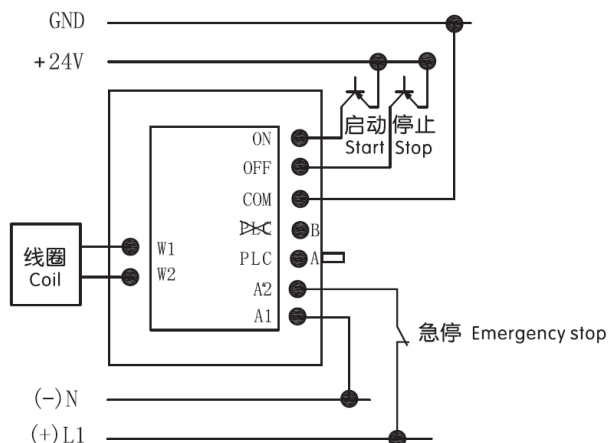 GND
+24V
启动 停止
Start Stop
ON
OFF
COM
PLC B
PLC A
A2
A1
W1
W2
线圈
Coil
急停 Emergency stop
(-)N
(+)L1